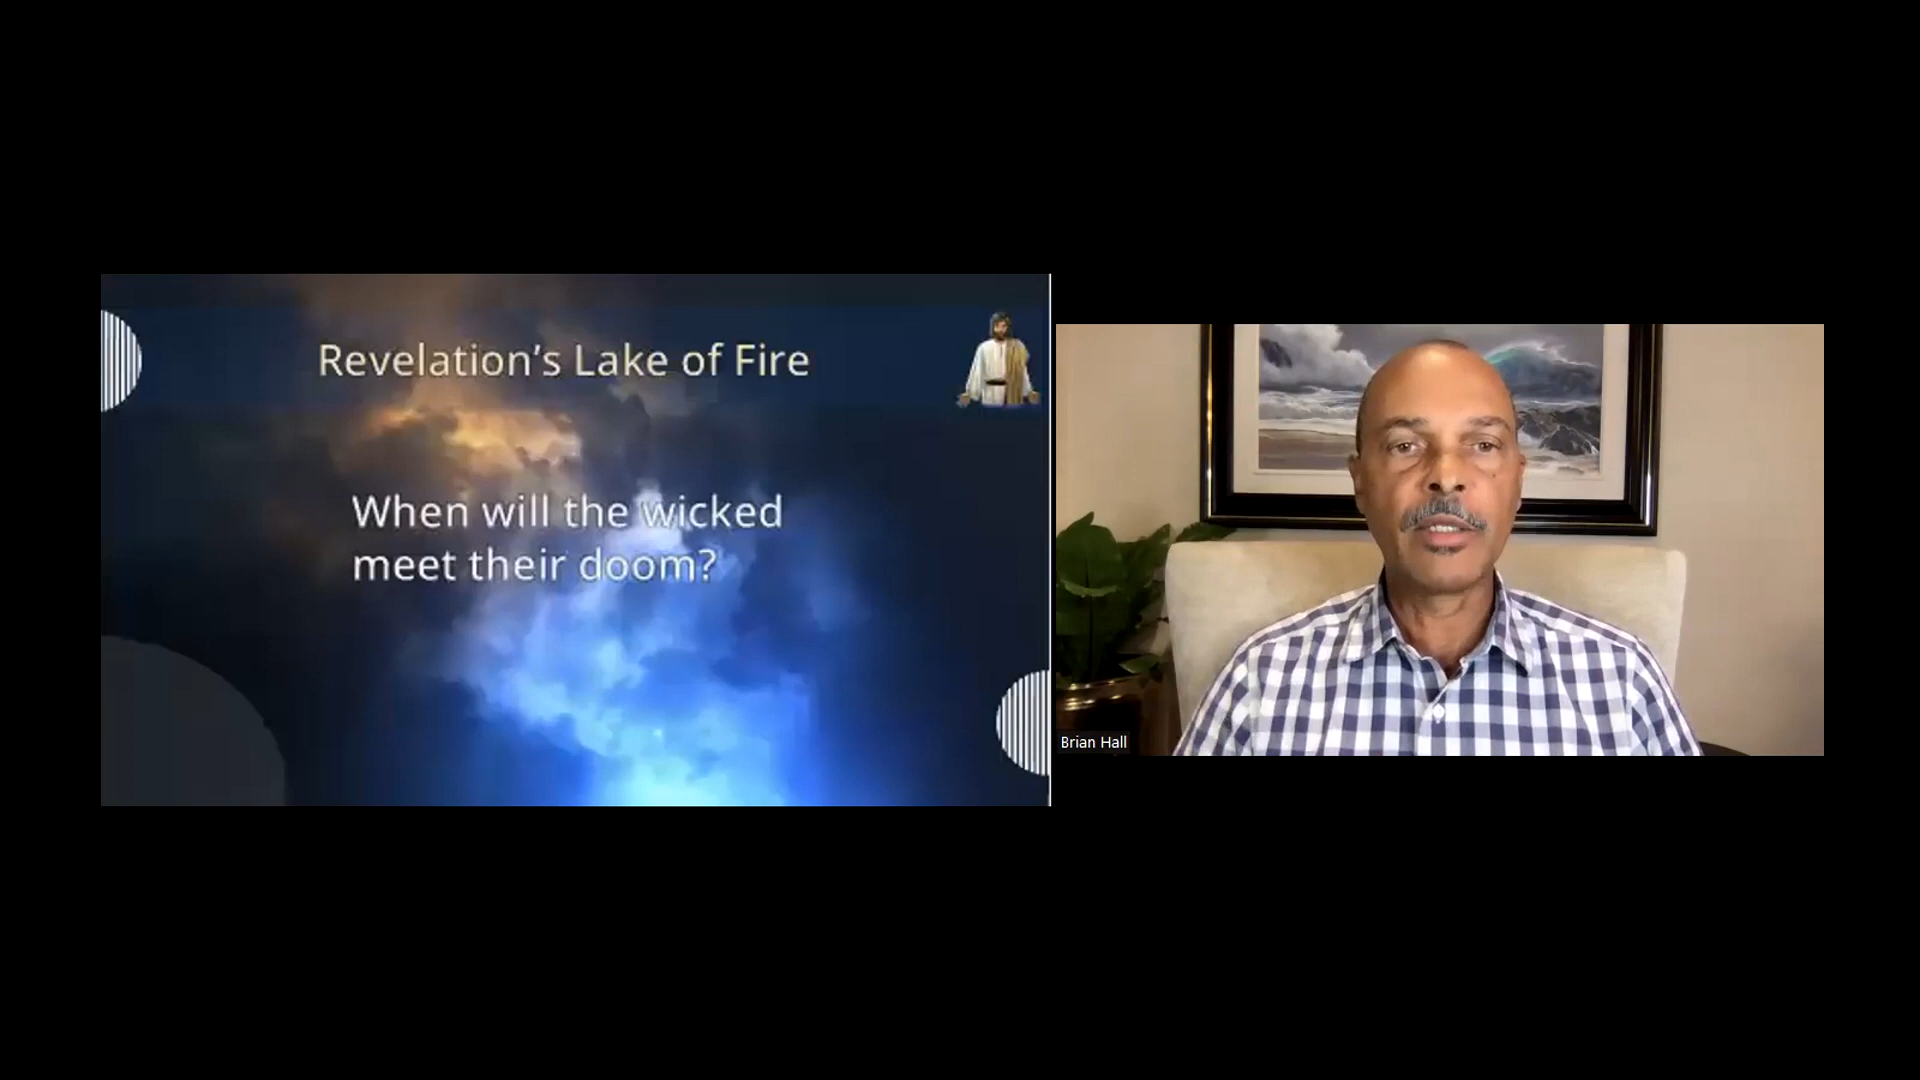 Revelation’s Lake of Fire
When will the wicked
meet their doom?
Brian Hall